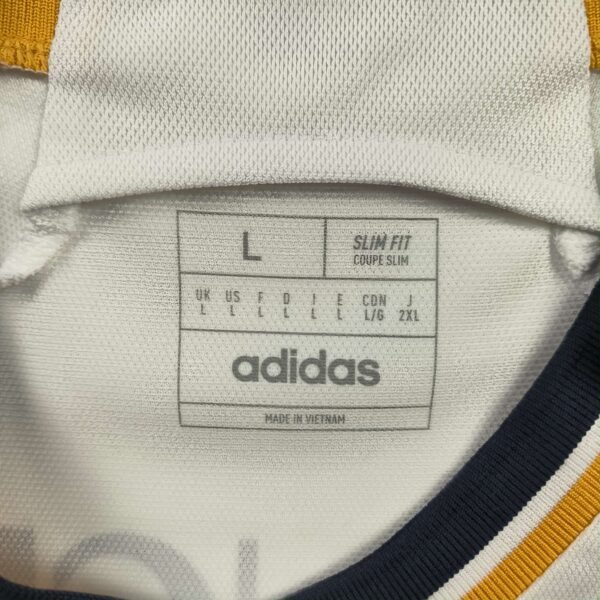 L
SLIM FIT
COUPE SLIM
UK US F D I E CDN J
L L L L L L L/G 2XL
adidas
MADE IN VIETNAM